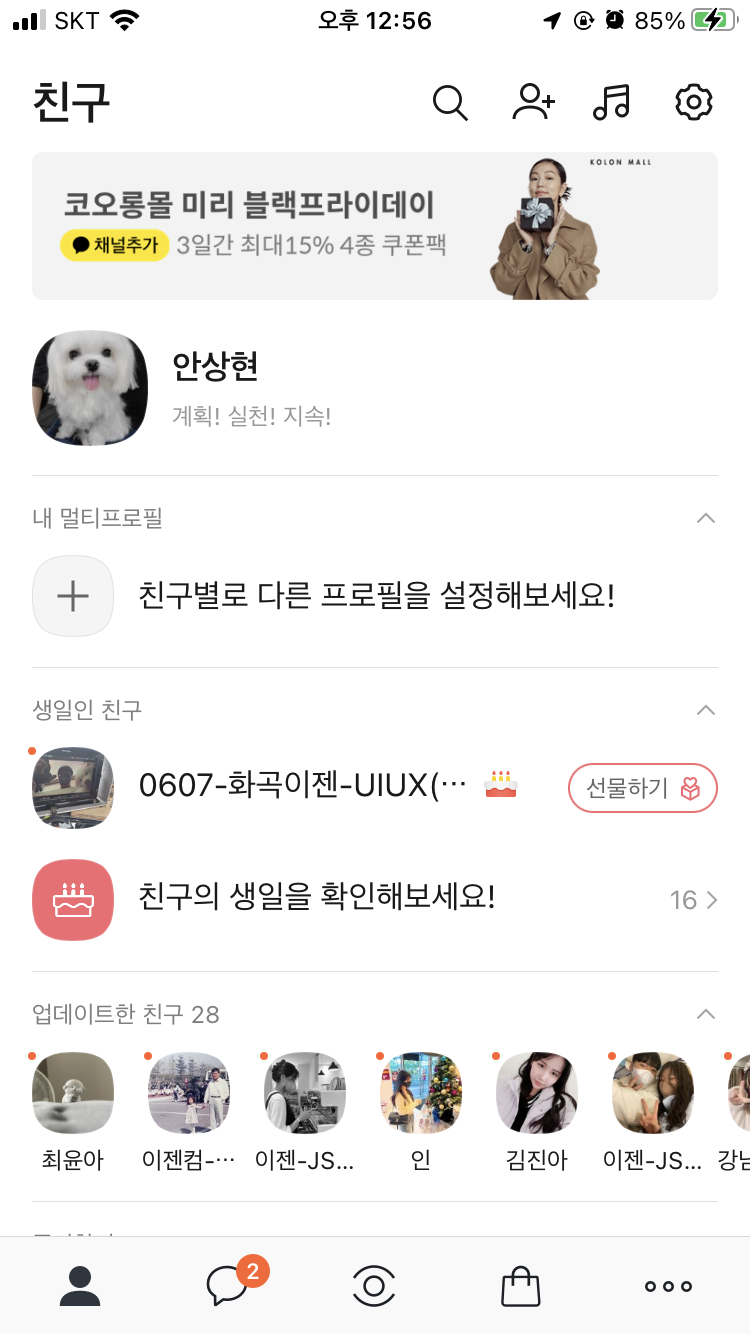 SKT 오후 12:56 85%
친구
KOLON MALL
코오롱몰 미리 블랙프라이데이
채널추가 3일간 최대15% 4종 쿠폰팩
안상현
계획! 실천! 지속!
내 멀티프로필
친구별로 다른 프로필을 설정해보세요!
생일인 친구
0607-화곡이젠-UIUX(… 선물하기
친구의 생일을 확인해보세요! 16
업데이트한 친구 28
최윤아 이젠컴-… 이젠-JS... 인 김진아 이젠-JS... 강남
2